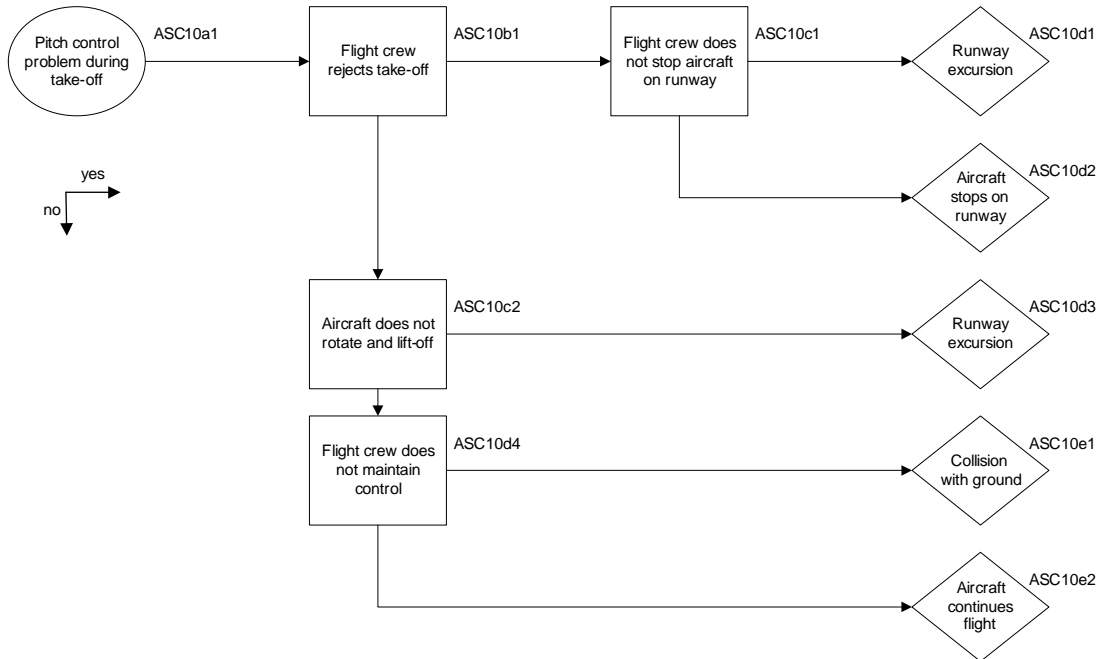 Pitch control
problem during
take-off
ASC10a1
Flight crew
rejects take-off
ASC10b1
Flight crew does
not stop aircraft
on runway
ASC10c1
Runway
excursion
ASC10d1
yes
no
Aircraft
stops on
runway
ASC10d2
Aircraft does not
rotate and lift-off
ASC10c2
Runway
excursion
ASC10d3
Flight crew does
not maintain
control
ASC10d4
Collision
with ground
ASC10e1
Aircraft
continues
flight
ASC10e2